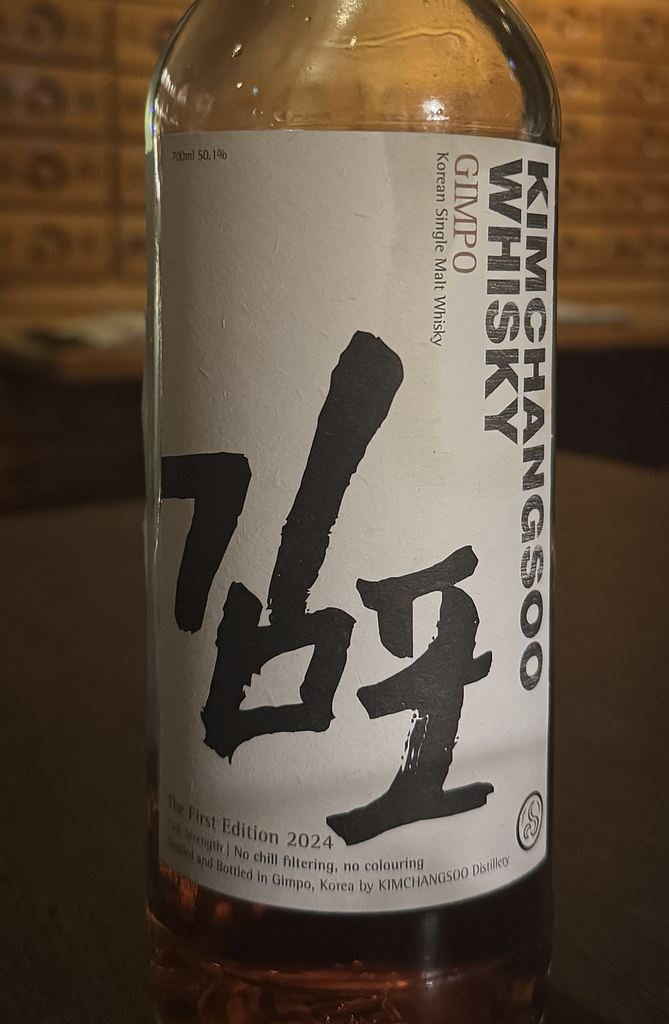 700ml 50.1%
KIMCHANGSOO
WHISKY
GIMPO
Korean Single Malt Whisky
김포
The First Edition 2024
Cask Strength | No chill filtering, no colouring
Distilled and Bottled in Gimpo, Korea by KIMCHANGSOO Distillery